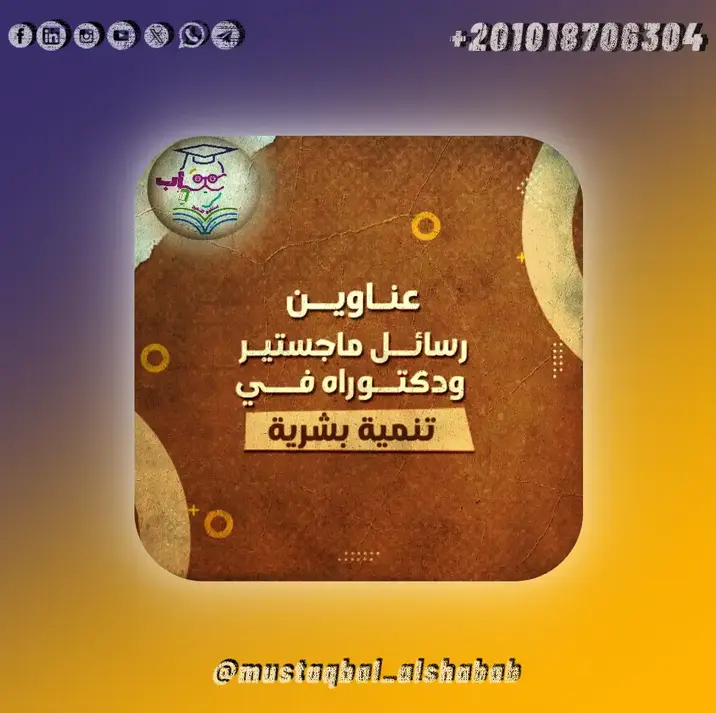 +201018706304
عناوين
رسائل ماجستير
ودكتوراه في
تنمية بشرية
@mustaqbal_alshabab